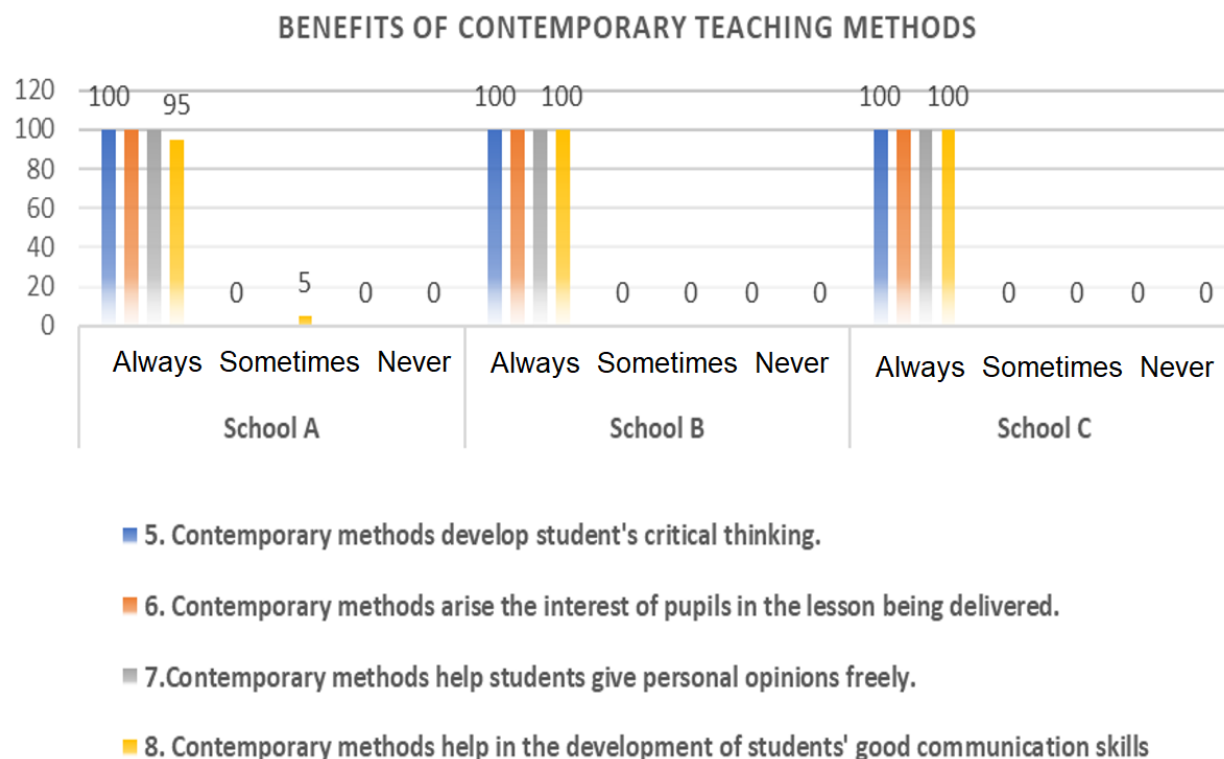 BENEFITS OF CONTEMPORARY TEACHING METHODS
120
100
80
60
40
20
0
100 95 0 5 0 0
100 100 0 0 0 0
100 100 0 0 0 0
Always Sometimes Never
Always Sometimes Never
Always Sometimes Never
School A
School B
School C
5. Contemporary methods develop student's critical thinking.
6. Contemporary methods arise the interest of pupils in the lesson being delivered.
7.Contemporary methods help students give personal opinions freely.
8. Contemporary methods help in the development of students' good communication skills